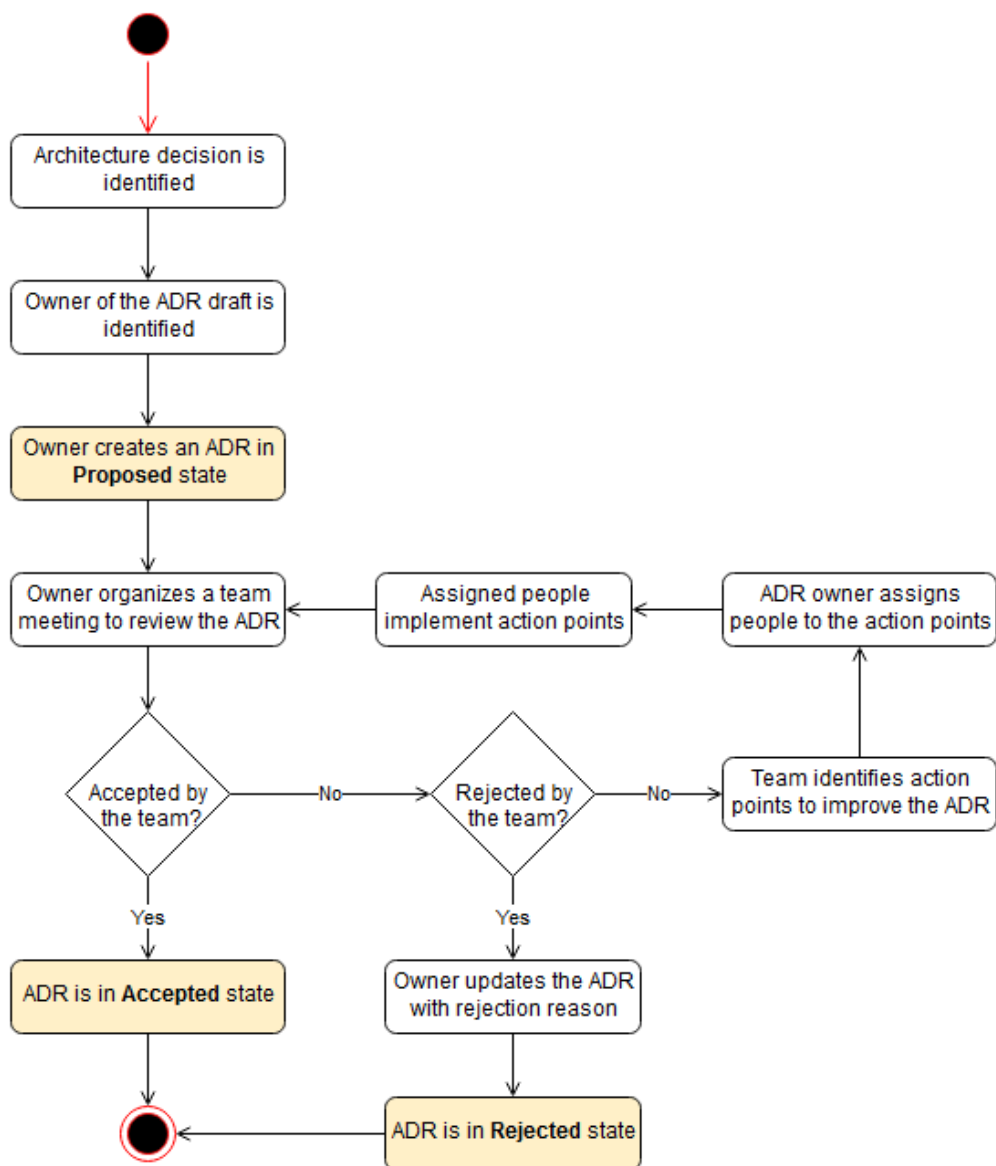 Architecture decision is
identified
Owner of the ADR draft is
identified
Owner creates an ADR in
Proposed state
Owner organizes a team
meeting to review the ADR
Assigned people
implement action points
ADR owner assigns
people to the action points
Accepted by
the team?
No
Rejected by
the team?
No
Team identifies action
points to improve the ADR
Yes
Yes
ADR is in Accepted state
Owner updates the ADR
with rejection reason
ADR is in Rejected state